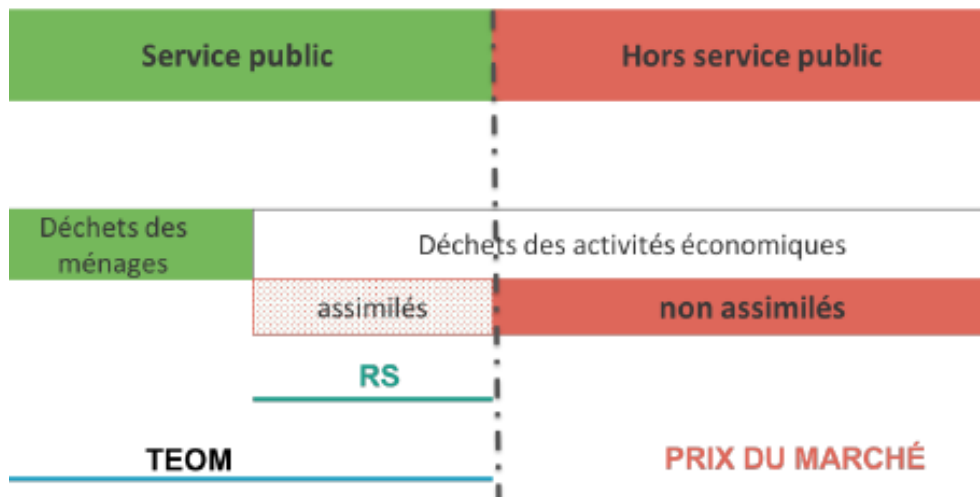 Service public
Hors service public
Déchets des
ménages
Déchets des activités économiques
assimilés
non assimilés
RS
TEOM
PRIX DU MARCHÉ